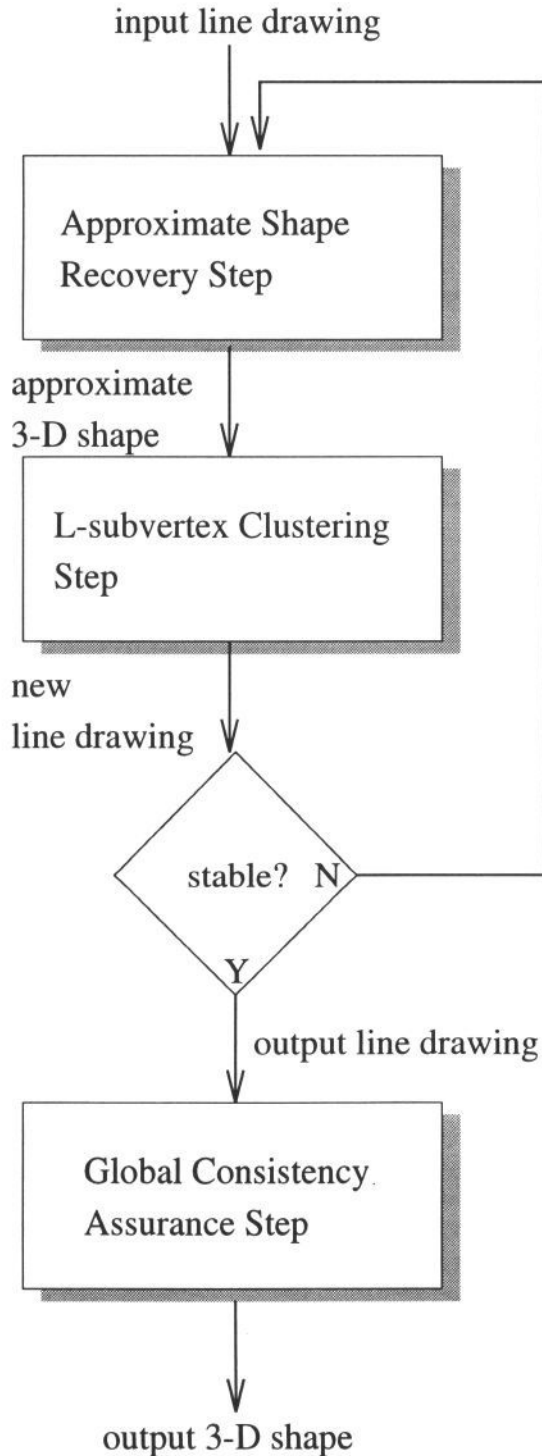 input line drawing
Approximate Shape
Recovery Step
approximate
3-D shape
L-subvertex Clustering
Step
new
line drawing
stable? N
Y
output line drawing
Global Consistency
Assurance Step
output 3-D shape